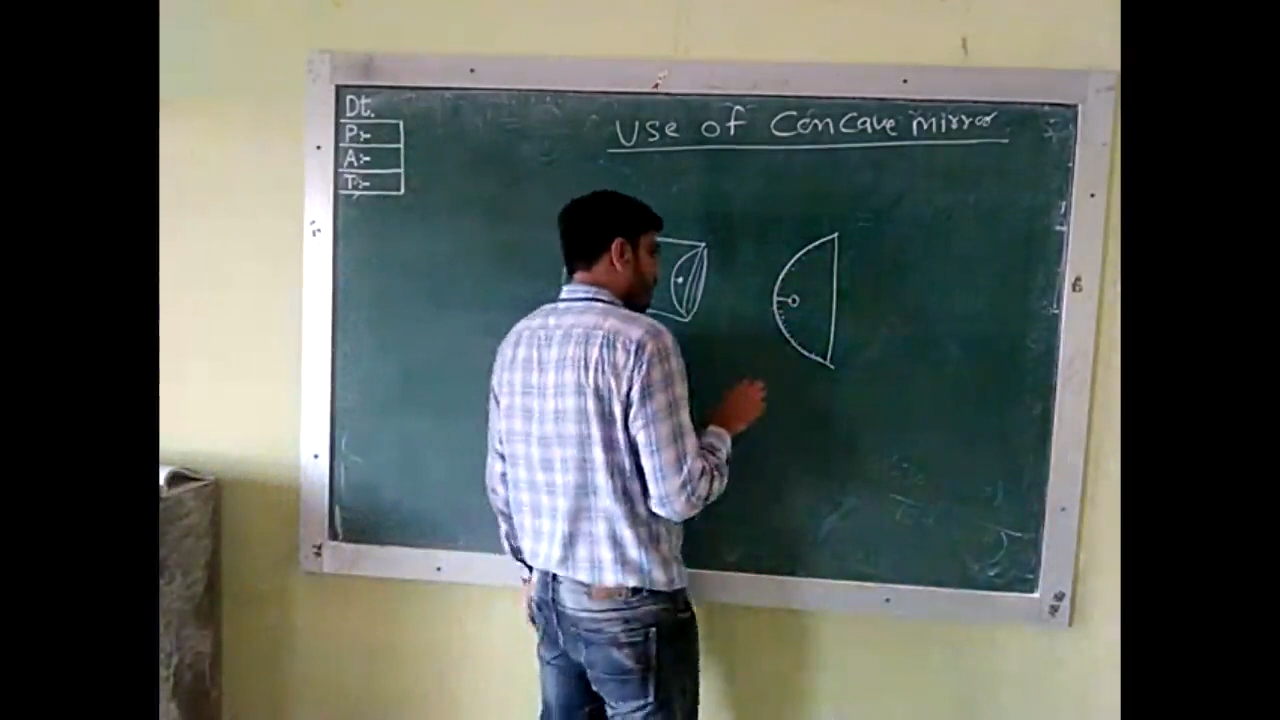 Dt.
P:-
A:-
T:-
Use of Concave mirror